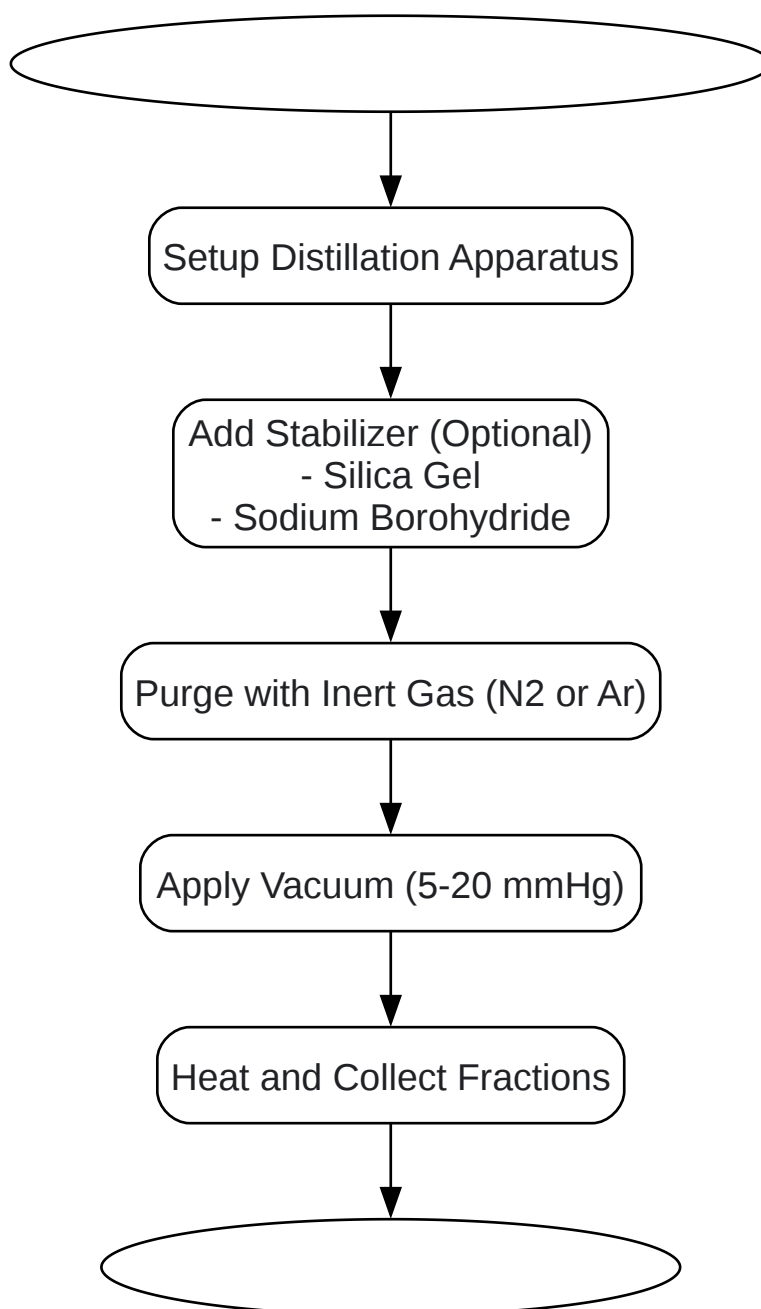 Setup Distillation Apparatus
Add Stabilizer (Optional)
- Silica Gel
- Sodium Borohydride
Purge with Inert Gas (N2 or Ar)
Apply Vacuum (5-20 mmHg)
Heat and Collect Fractions